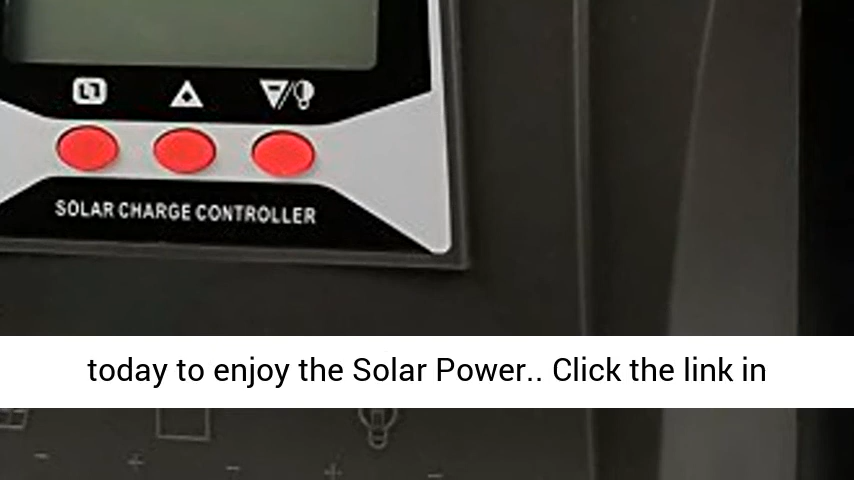 SOLAR CHARGE CONTROLLER
today to enjoy the Solar Power.. Click the link in
- + - + -